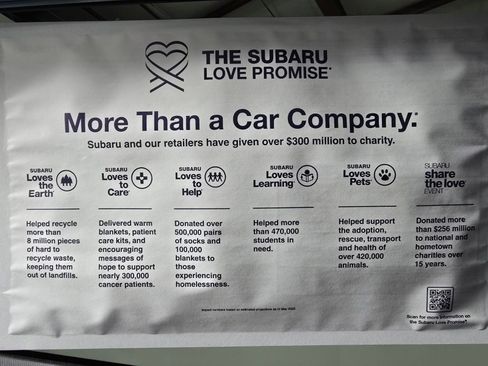 THE SUBARU
LOVE PROMISE
More Than a Car Company.
Subaru and our retailers have given over $300 million to charity.
SUBARU
Loves
the
Earth
Helped recycle
more than
8 million pieces
of hard to
recycle waste,
keeping them
out of landfills.
SUBARU
Loves
to
Care
Delivered warm
blankets, patient
care kits, and
encouraging
messages of
hope to support
nearly 300,000
cancer patients.
SUBARU
Loves
to
Help
Donated over
500,000 pairs
of socks and
100,000
blankets to
those
experiencing
homelessness.
SUBARU
Loves
Learning
Helped more
than 470,000
students in
need.
SUBARU
Loves
Pets
Helped support
the adoption,
rescue, transport
and health of
over 420,000
animals.
SUBARU
share
the love
EVENT
Donated more
than $256 million
to national and
hometown
charities over
15 years.
Scan for more information on
the Subaru Love Promise